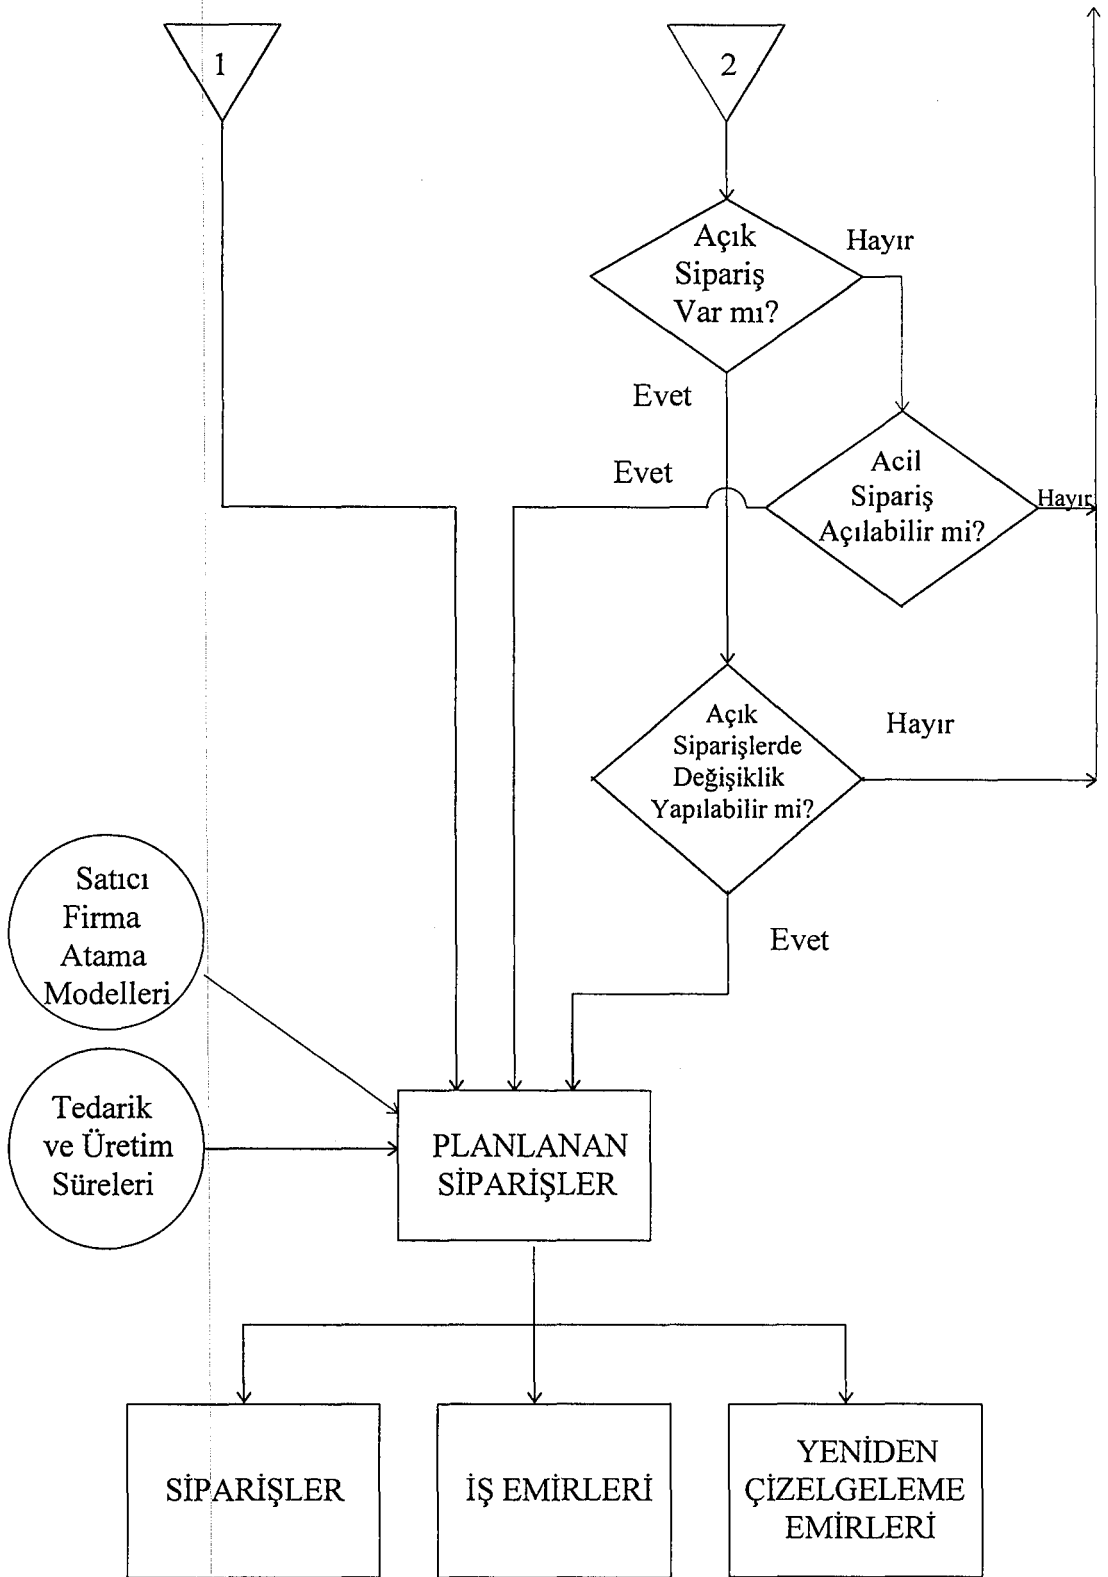 1
2
Açık
Sipariş
Var mı?
Hayır
Evet
Evet
Acil
Sipariş
Açılabilir mi?
Hayır
Açık
Siparişlerde
Değişiklik
Yapılabilir mi?
Hayır
Evet
Satıcı
Firma
Atama
Modelleri
Tedarik
ve Üretim
Süreleri
PLANLANAN
SİPARİŞLER
SİPARİŞLER
İŞ EMİRLERİ
YENİDEN
ÇİZELGELEME
EMİRLERİ